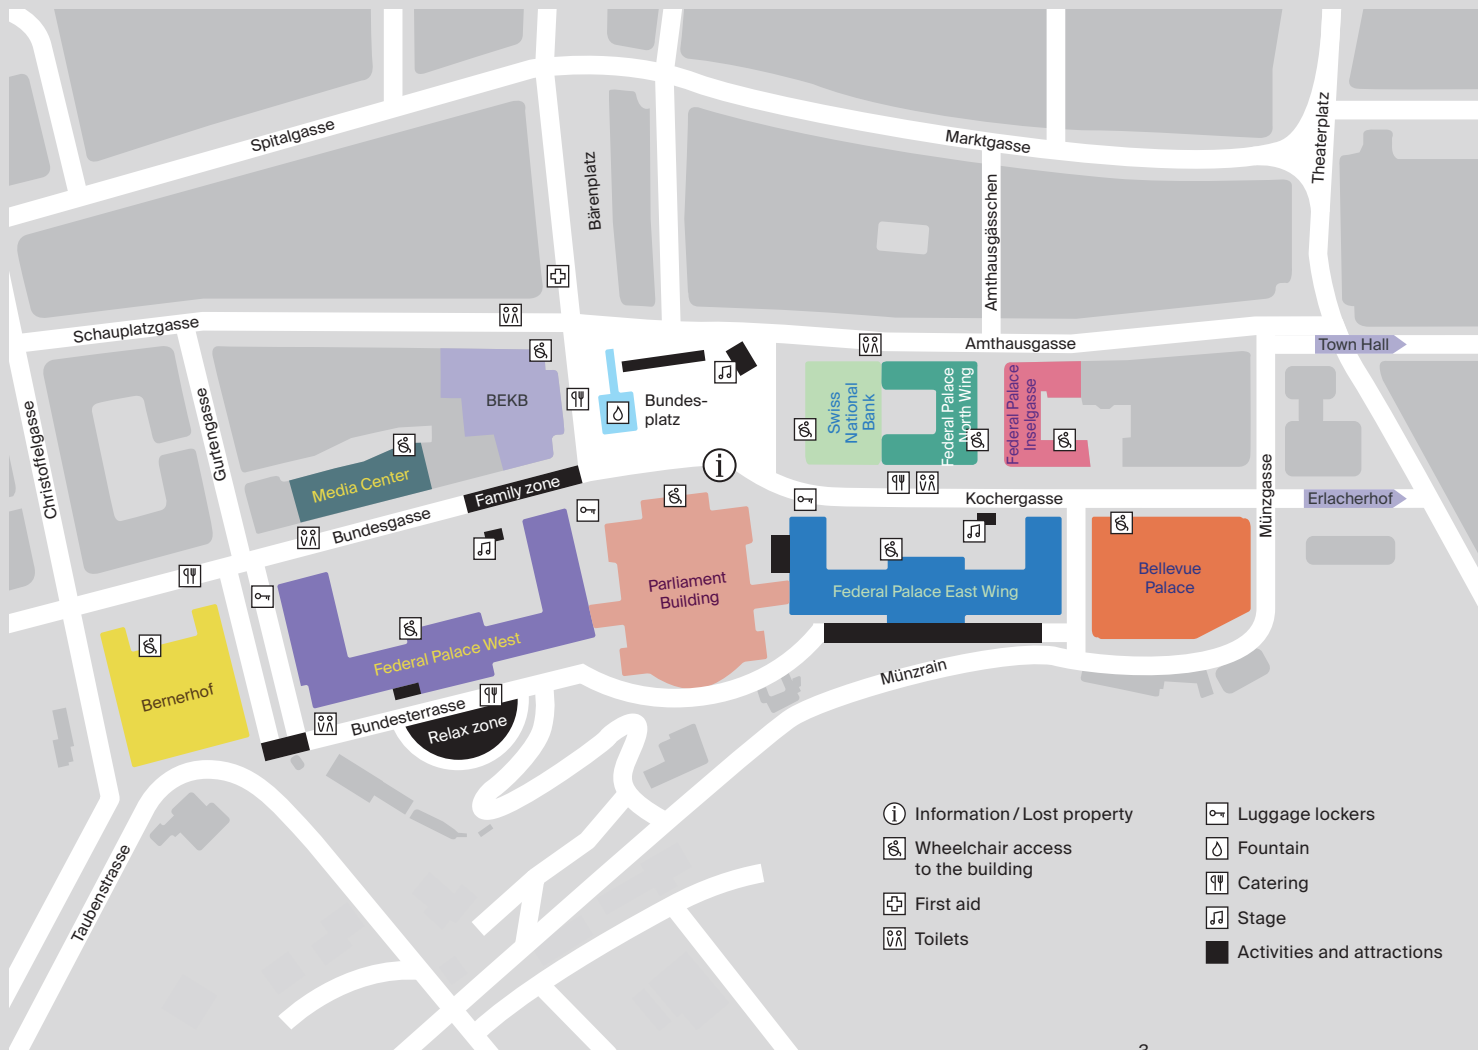 Spitalgasse
Marktgasse
Theaterplatz
Bärenplatz
Amthausgässchen
Schauplatzgasse
Amthausgasse
Town Hall
Christoffelgasse
Gurtengasse
BEKB
Bundes-
platz
Swiss
National
Bank
Federal Palace
North Wing
Federal Palace
Inselgasse
Media Center
Family zone
Bundesgasse
Kochergasse
Münzgasse
Erlacherhof
Parliament
Building
Federal Palace East Wing
Bellevue
Palace
Federal Palace West
Bernerhof
Bundesterrasse
Relax zone
Münzrain
Taubenstrasse
i
i Information / Lost property
Wheelchair access
to the building
First aid
Toilets
Luggage lockers
Fountain
Catering
Stage
Activities and attractions